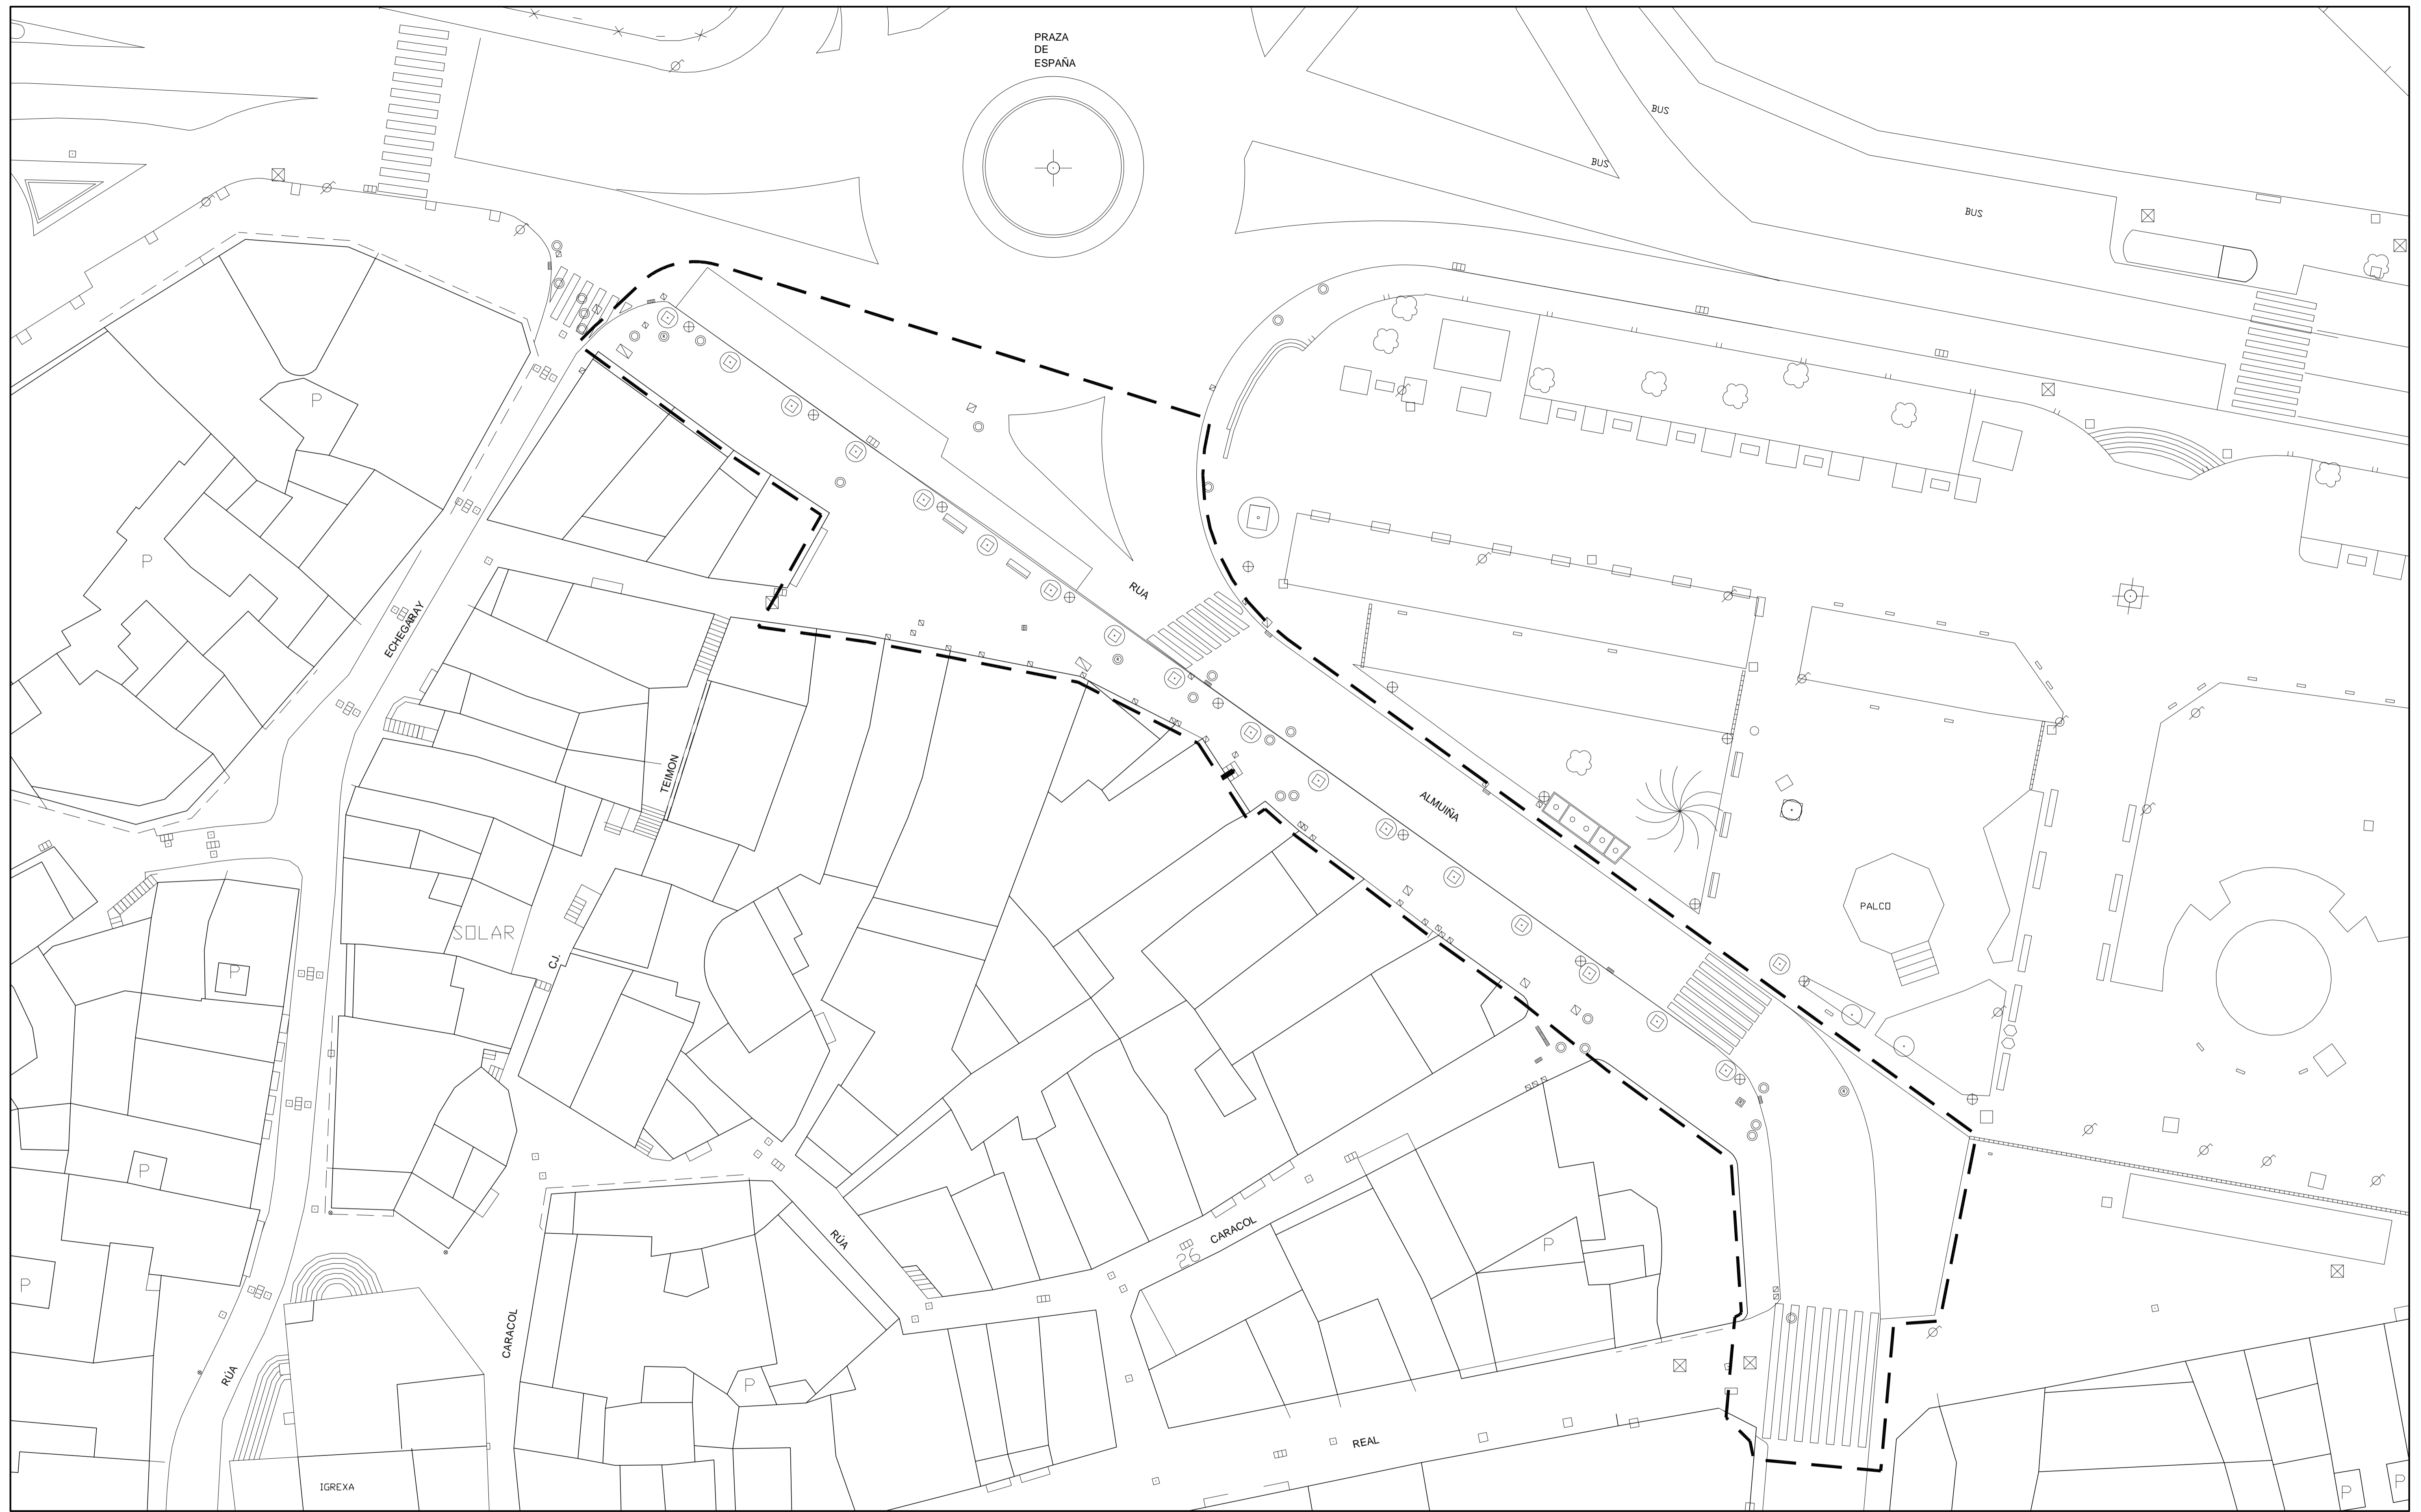 PRAZA
DE
ESPAÑA
BUS
BUS
BUS
P
P
ECHEGARAY
RUA
TEIMON
ALMUIÑA
PALCO
SOLAR
CJ.
P
P
P
RÚA
CARACOL
26
P
CARACOL
RÚA
P
REAL
IGREXA
P
P